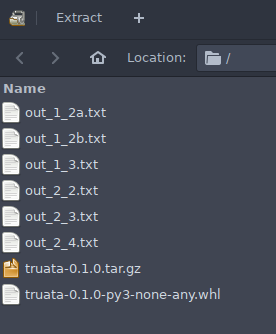 Extract
Location: /
Name
out_1_2a.txt
out_1_2b.txt
out_1_3.txt
out_2_2.txt
out_2_3.txt
out_2_4.txt
truata-0.1.0.tar.gz
truata-0.1.0-py3-none-any.whl